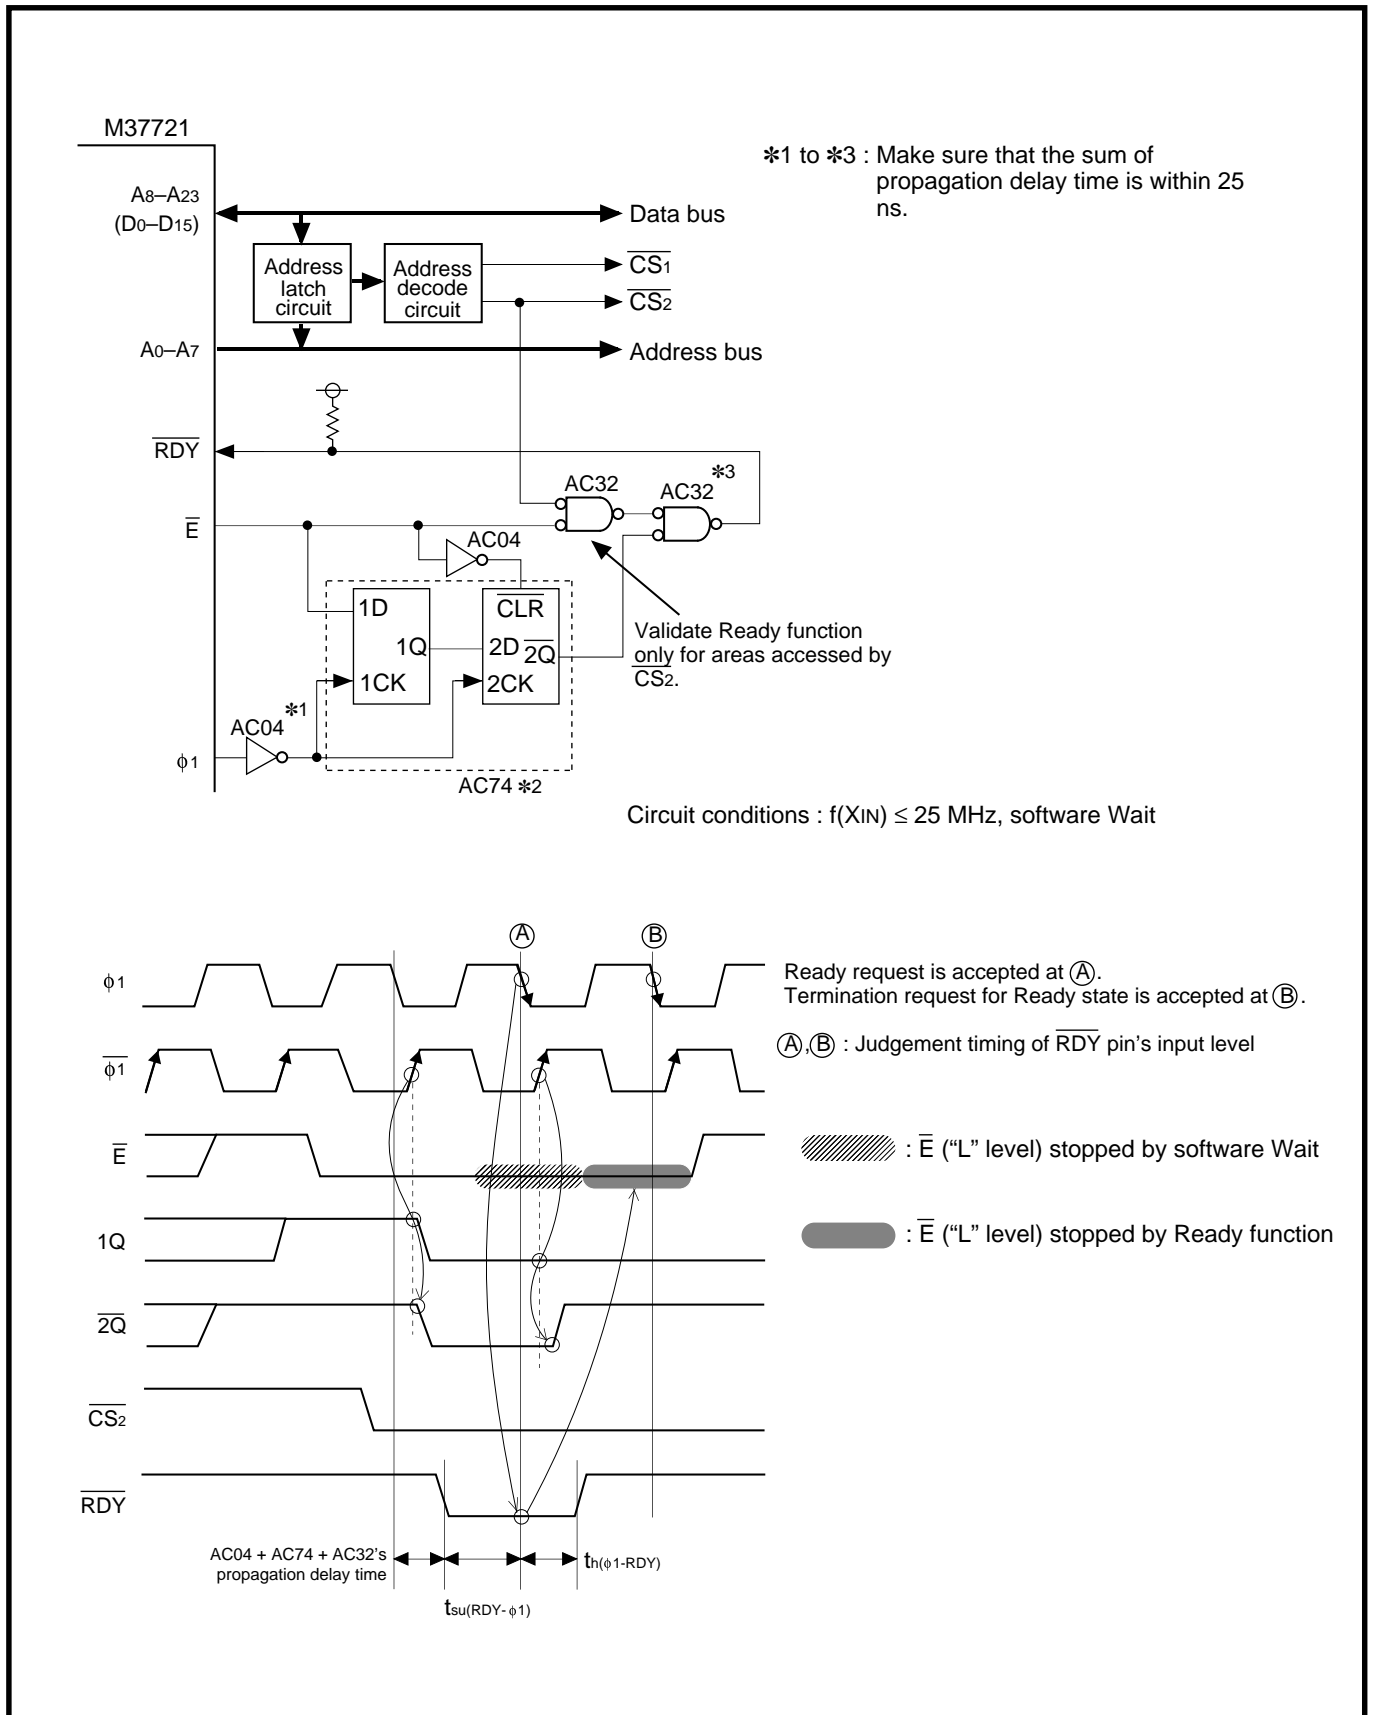 M37721
✽1 to ✽3 : Make sure that the sum of
propagation delay time is within 25
ns.
A8–A23
(D0–D15)
Data bus
Address
latch
circuit
Address
decode
circuit
CS1
CS2
A0–A7
Address bus
RDY
AC32
AC32
✽3
E
AC04
1D
CLR
1Q
2D
2Q
1CK
2CK
Validate Ready function
only for areas accessed by
CS2.
AC04
✽1
ϕ1
AC74 ✽2
Circuit conditions : f(XIN) ≤ 25 MHz, software Wait
A
B
ϕ1
Ready request is accepted at Ⓐ.
Termination request for Ready state is accepted at Ⓑ.
ϕ1
Ⓐ,Ⓑ : Judgement timing of RDY pin’s input level
E
: E (“L” level) stopped by software Wait
1Q
: E (“L” level) stopped by Ready function
2Q
CS2
RDY
AC04 + AC74 + AC32’s
propagation delay time
th(ϕ1-RDY)
tsu(RDY-ϕ1)